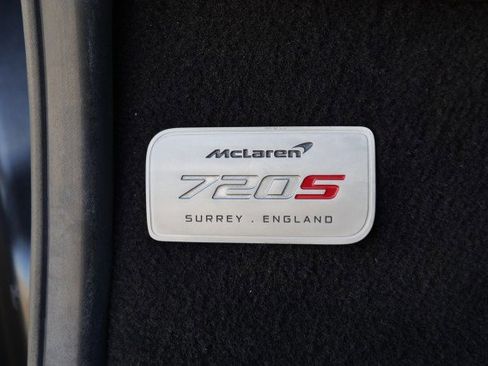 McLaren
720S
SURREY . ENGLAND